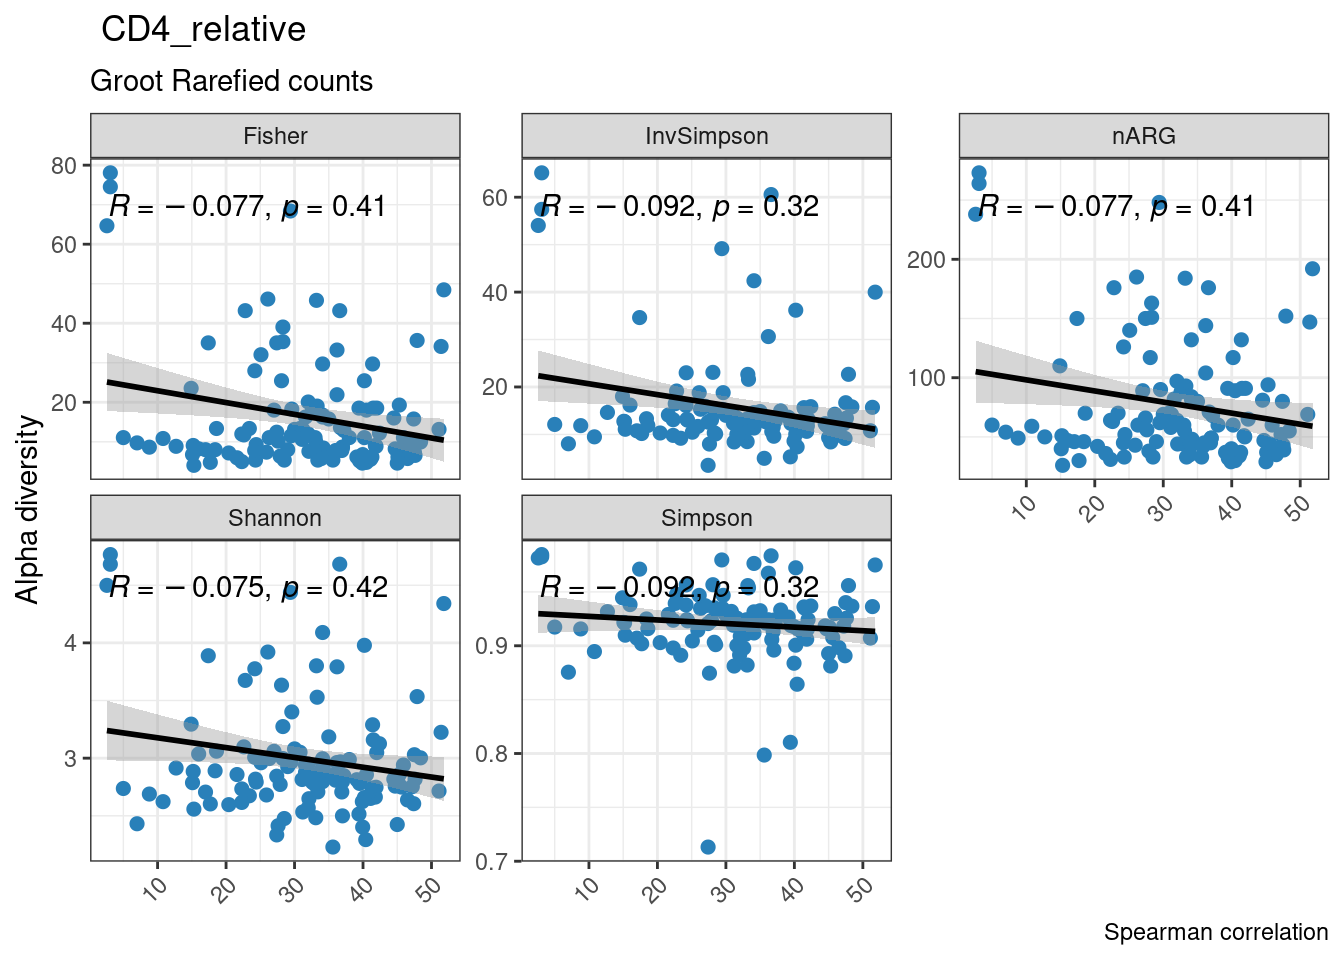 CD4_relative
Groot Rarefied counts
Fisher
InvSimpson
nARG
80
60
40
20
R = −0.077, p = 0.41
60
40
20
R = −0.092, p = 0.32
200
100
R = −0.077, p = 0.41
10 20 30 40 50
Alpha diversity
Shannon
Simpson
4
3
R = −0.075, p = 0.42
0.9
0.8
0.7
R = −0.092, p = 0.32
10 20 30 40 50
10 20 30 40 50
Spearman correlation